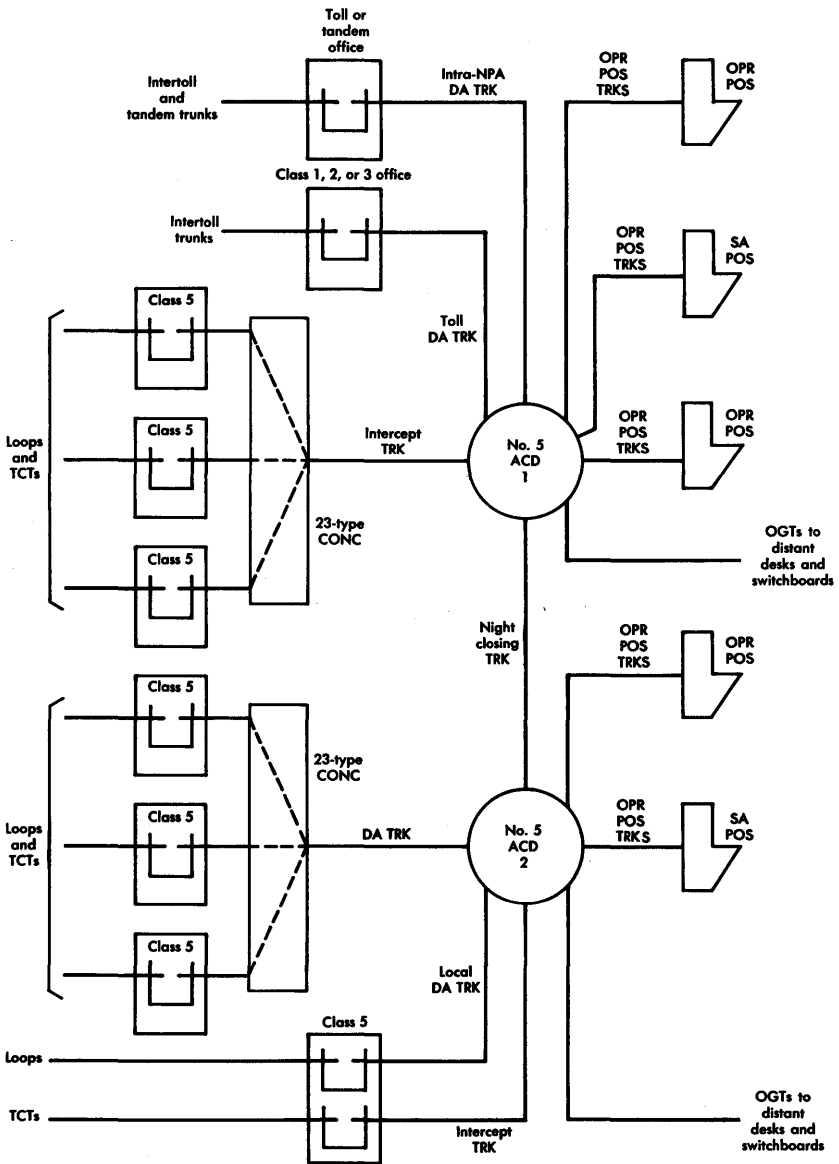 Toll or
tandem
office
Intertoll
and
tandem trunks
Intra-NPA
DA TRK
OPR
POS
TRKS
OPR
POS
Class 1, 2, or 3 office
Intertoll
trunks
OPR
POS
TRKS
SA
POS
Toll
DA TRK
Class 5
Class 5
Class 5
Loops
and
TCTs
23-type
CONC
Intercept
TRK
No. 5
ACD
1
OPR
POS
TRKS
OPR
POS
OGTs to
distant
desks and
switchboards
Night
closing
TRK
OPR
POS
TRKS
OPR
POS
Class 5
Class 5
Class 5
Loops
and
TCTs
23-type
CONC
DA TRK
No. 5
ACD
2
OPR
POS
TRKS
SA
POS
Local
DA TRK
Class 5
Loops
TCTs
Intercept
TRK
OGTs to
distant
desks and
switchboards